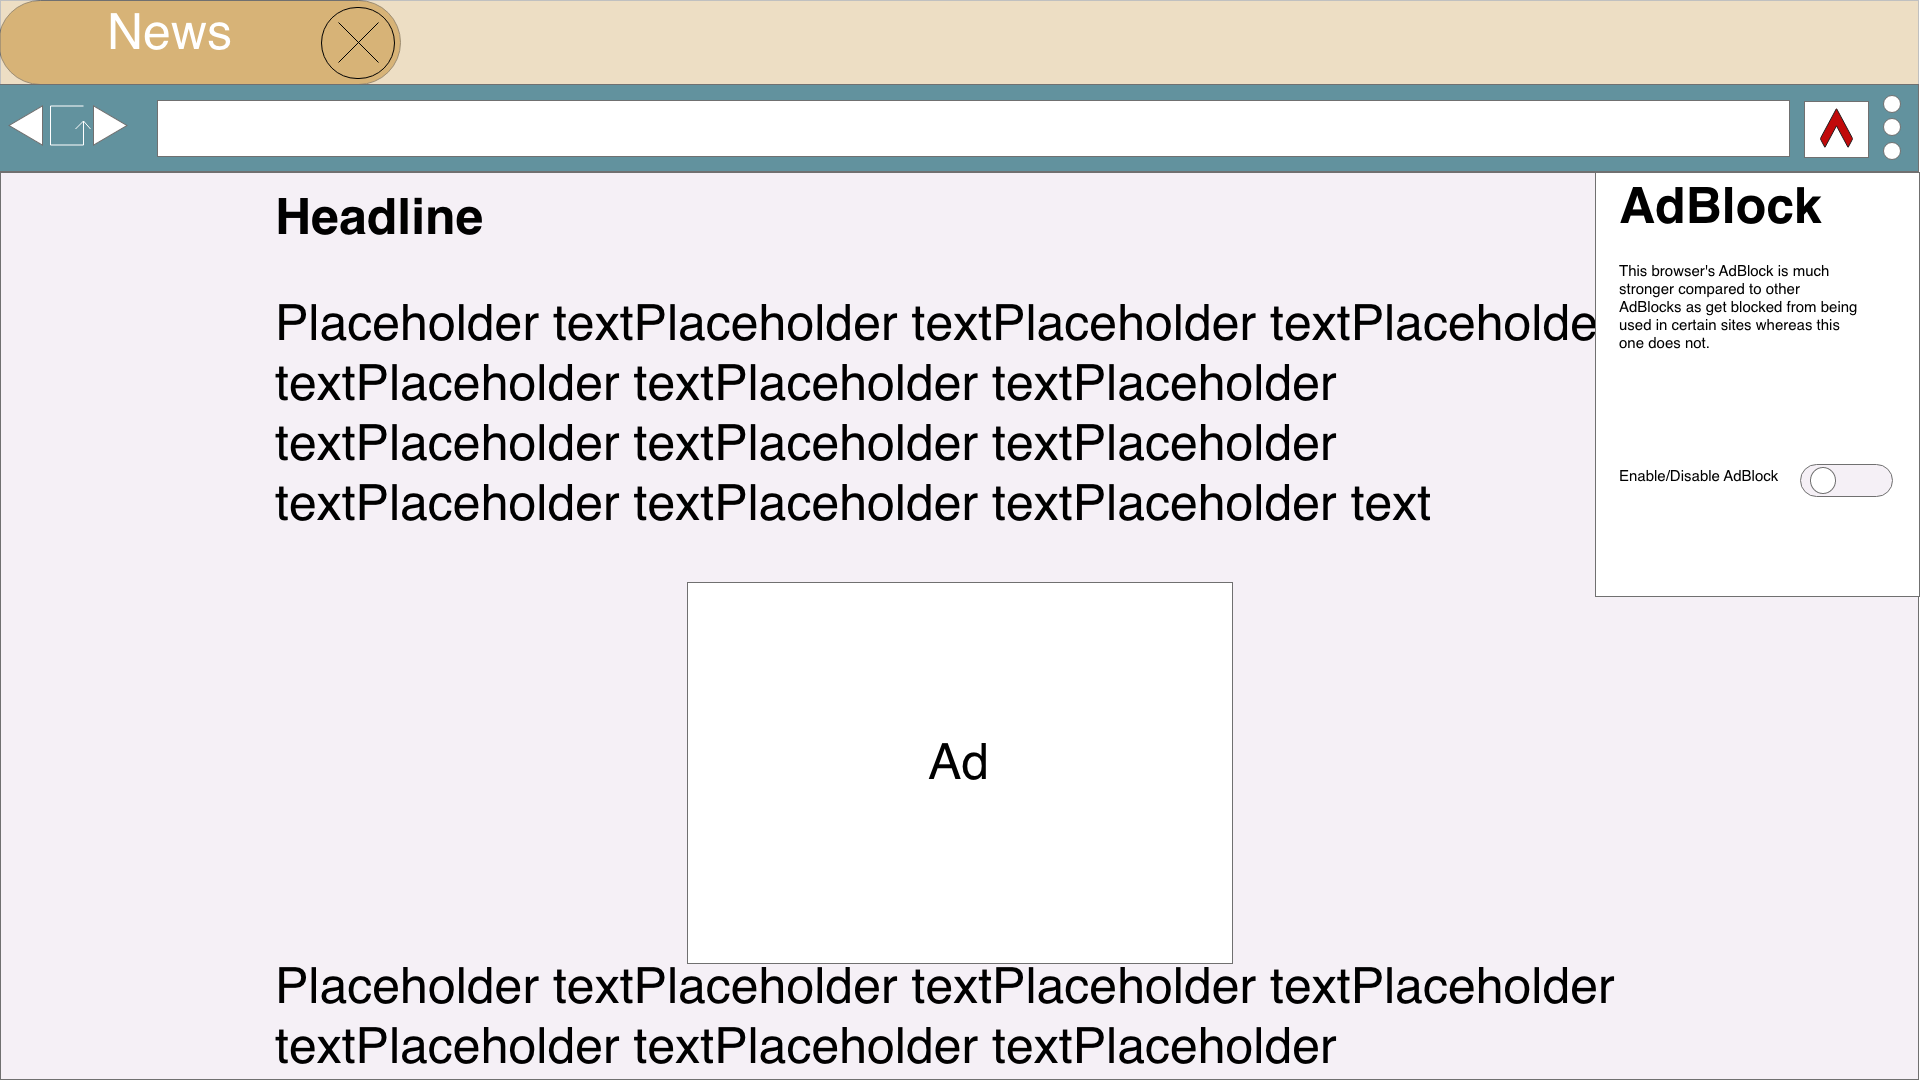 News
Headline
AdBlock
This browser's AdBlock is much
stronger compared to other
AdBlocks as get blocked from being
used in certain sites whereas this
one does not.
Enable/Disable AdBlock
Placeholder textPlaceholder textPlaceholder textPlaceholde
textPlaceholder textPlaceholder textPlaceholder
textPlaceholder textPlaceholder textPlaceholder
textPlaceholder textPlaceholder textPlaceholder text
Ad
Placeholder textPlaceholder textPlaceholder textPlaceholder
textPlaceholder textPlaceholder textPlaceholder